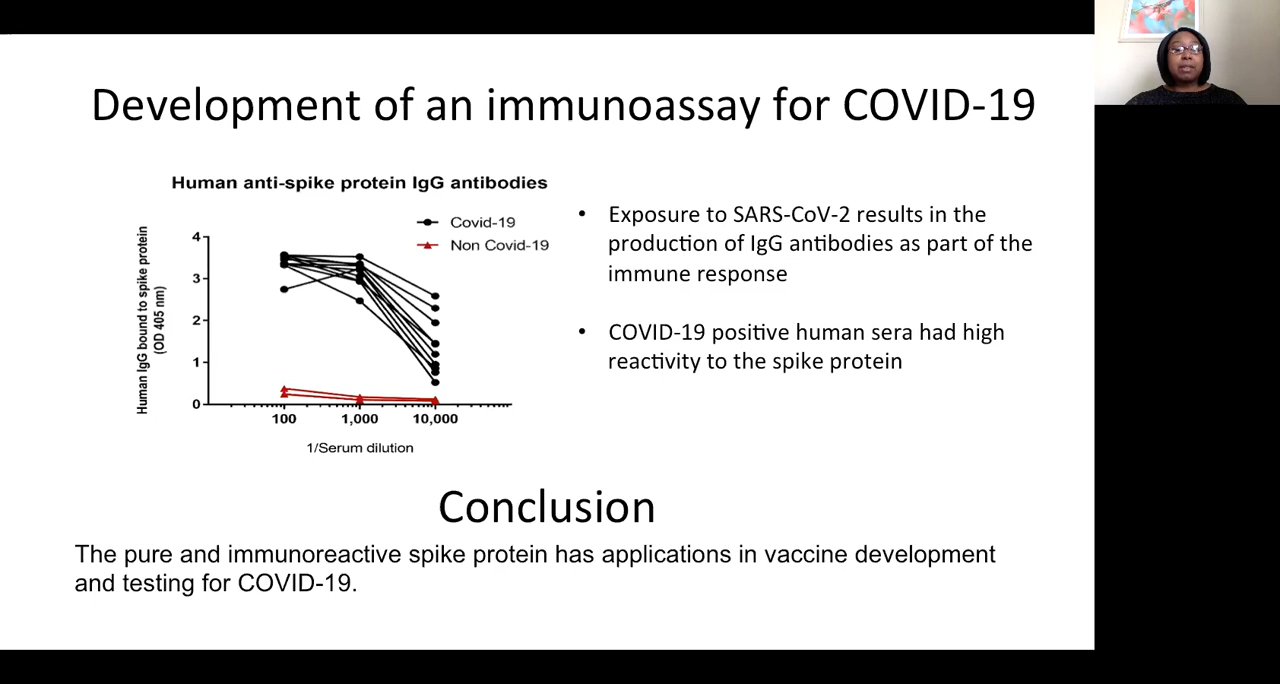 Development of an immunoassay for COVID-19
Human anti-spike protein IgG antibodies
Covid-19
Non Covid-19
Human IgG bound to spike protein
(OD 405 nm)
4
3
2
1
0
100 1,000 10,000
1/Serum dilution
• Exposure to SARS-CoV-2 results in the
production of IgG antibodies as part of the
immune response
• COVID-19 positive human sera had high
reactivity to the spike protein
Conclusion
The pure and immunoreactive spike protein has applications in vaccine development
and testing for COVID-19.